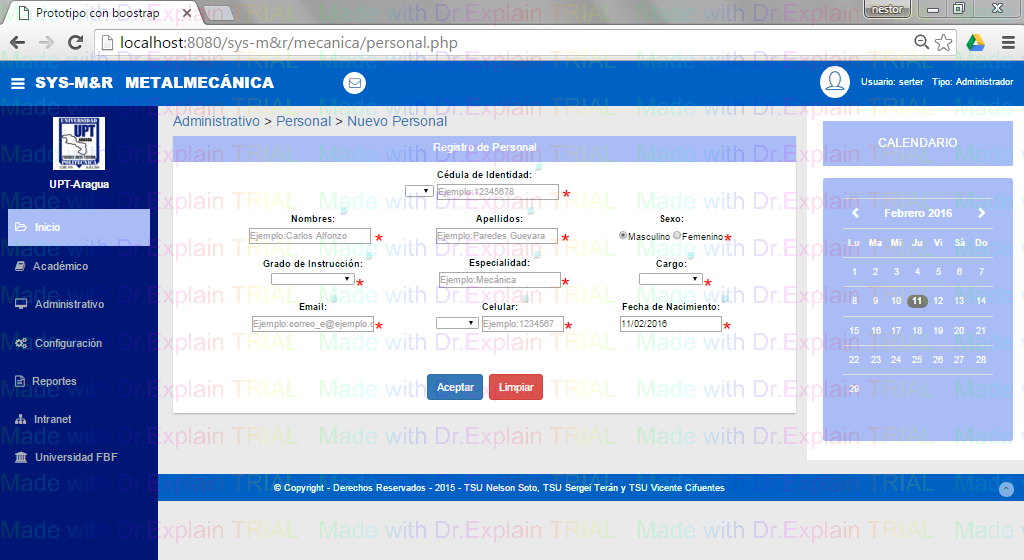 Prototipo con boostrap
nestor
localhost:8080/sys-m&r/mecanica/personal.php
SYS-M&R METALMECÁNICA
Usuario: serter Tipo: Administrador
UPT-Aragua
Inicio
Académico
Administrativo
Configuración
Reportes
Intranet
Universidad FBF
Administrativo > Personal > Nuevo Personal
Registro de Personal
Cédula de Identidad:
Ejemplo:12345678 *
Nombres: Apellidos: Sexo:
Ejemplo:Carlos Alfonzo * Ejemplo:Paredes Guevara * Masculino Femenino *
Grado de Instrucción: Especialidad: Cargo:
* Ejemplo:Mecánica * *
Email: Celular: Fecha de Nacimiento:
Ejemplo:correo_e@ejemplo.c * Ejemplo:1234567 * 11/02/2016 *
Aceptar Limpiar
CALENDARIO
Febrero 2016
Lu Ma Mi Ju Vi Sá Do
1 2 3 4 5 6 7
8 9 10 11 12 13 14
15 16 17 18 19 20 21
22 23 24 25 26 27 28
29
© Copyright - Derechos Reservados - 2015 - TSU Nelson Soto, TSU Sergei Terán y TSU Vicente Cifuentes
Made with Dr.Explain TRIAL